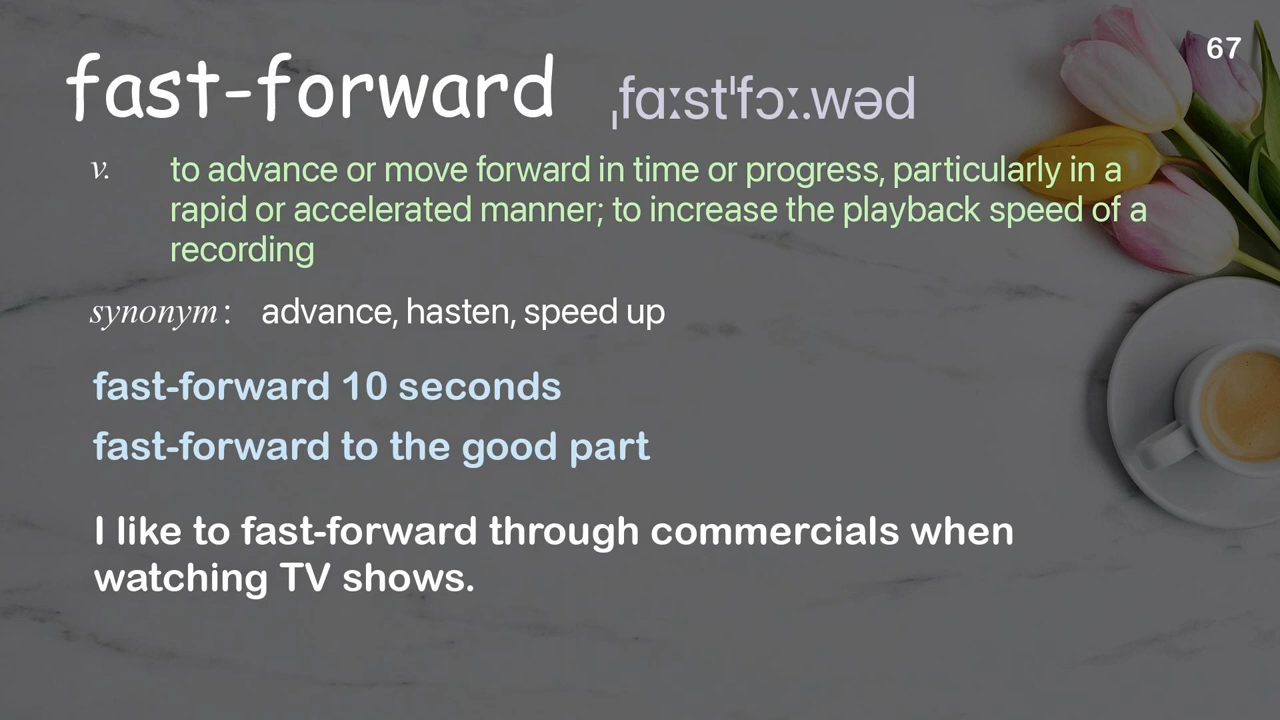 67
fast-forward ˌfɑːstˈfɔː.wəd
v. to advance or move forward in time or progress, particularly in a
rapid or accelerated manner; to increase the playback speed of a
recording
synonym: advance, hasten, speed up
fast-forward 10 seconds
fast-forward to the good part
I like to fast-forward through commercials when
watching TV shows.